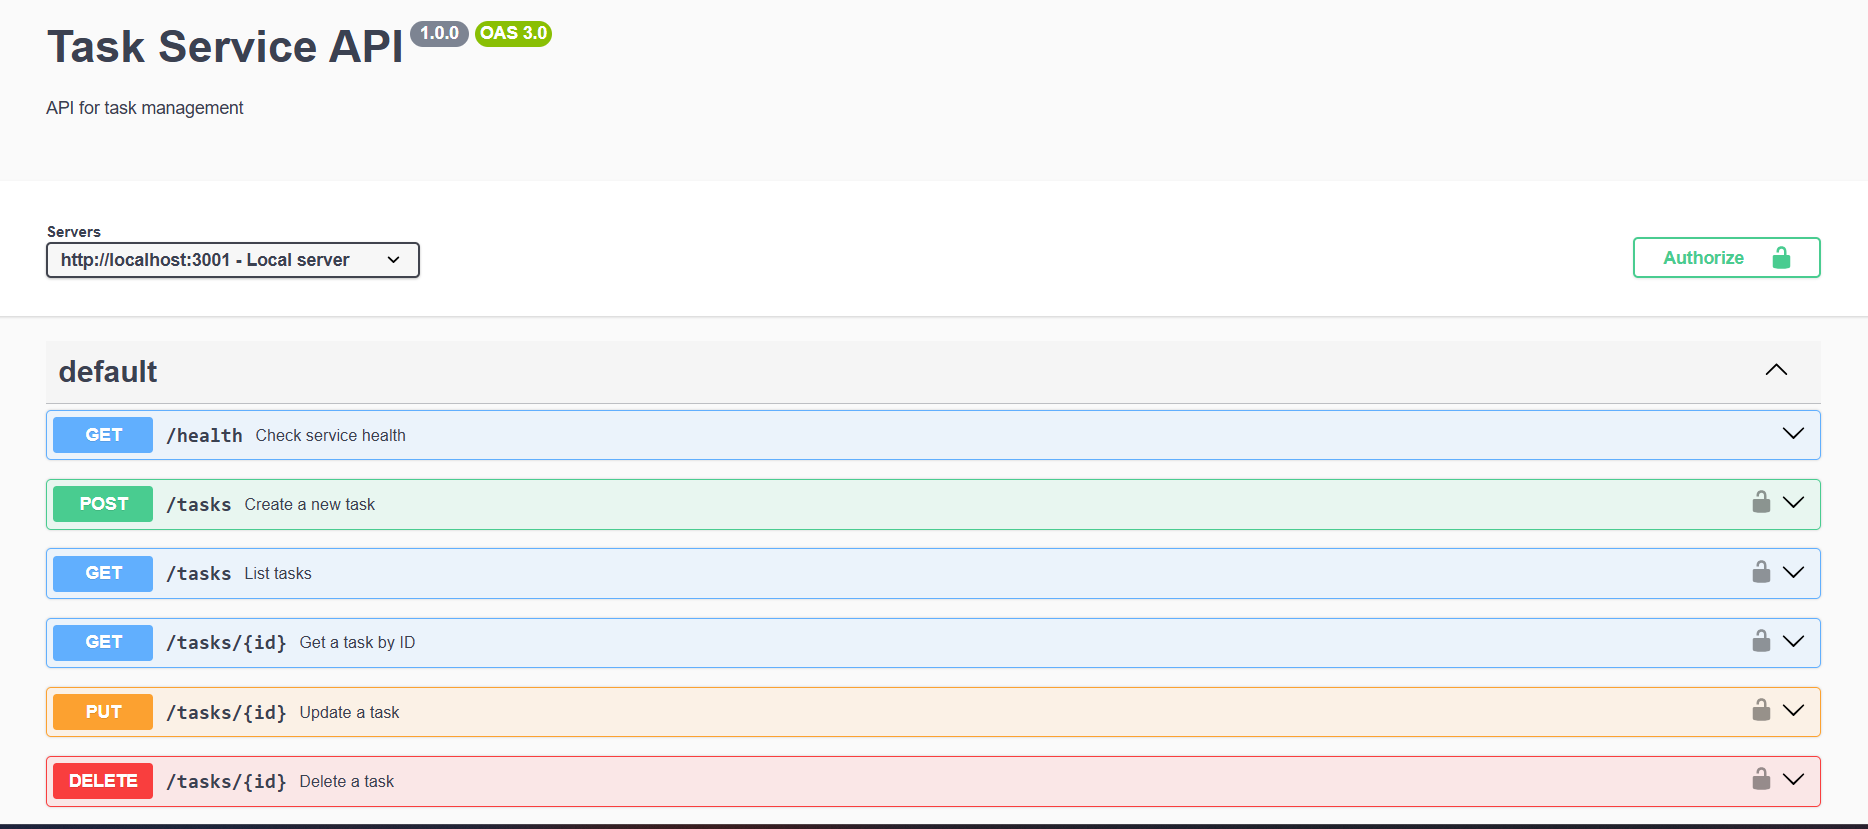 Task Service API 1.0.0 OAS 3.0
API for task management
Servers
http://localhost:3001 - Local server
Authorize
default
GET /health Check service health
POST /tasks Create a new task
GET /tasks List tasks
GET /tasks/{id} Get a task by ID
PUT /tasks/{id} Update a task
DELETE /tasks/{id} Delete a task